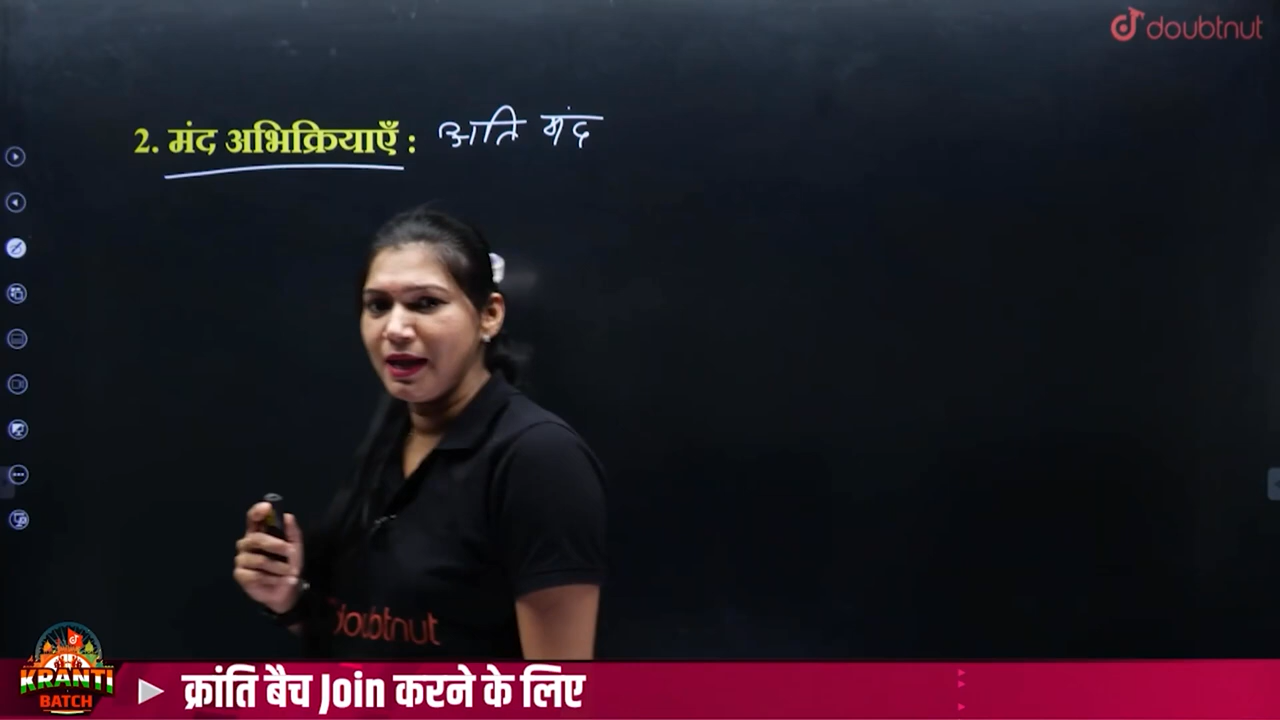 doubtnut
2. मंद अभिक्रियाएँ : अति मंद
doubtnut
KRANTI
BATCH
क्रांति बैच Join करने के लिए